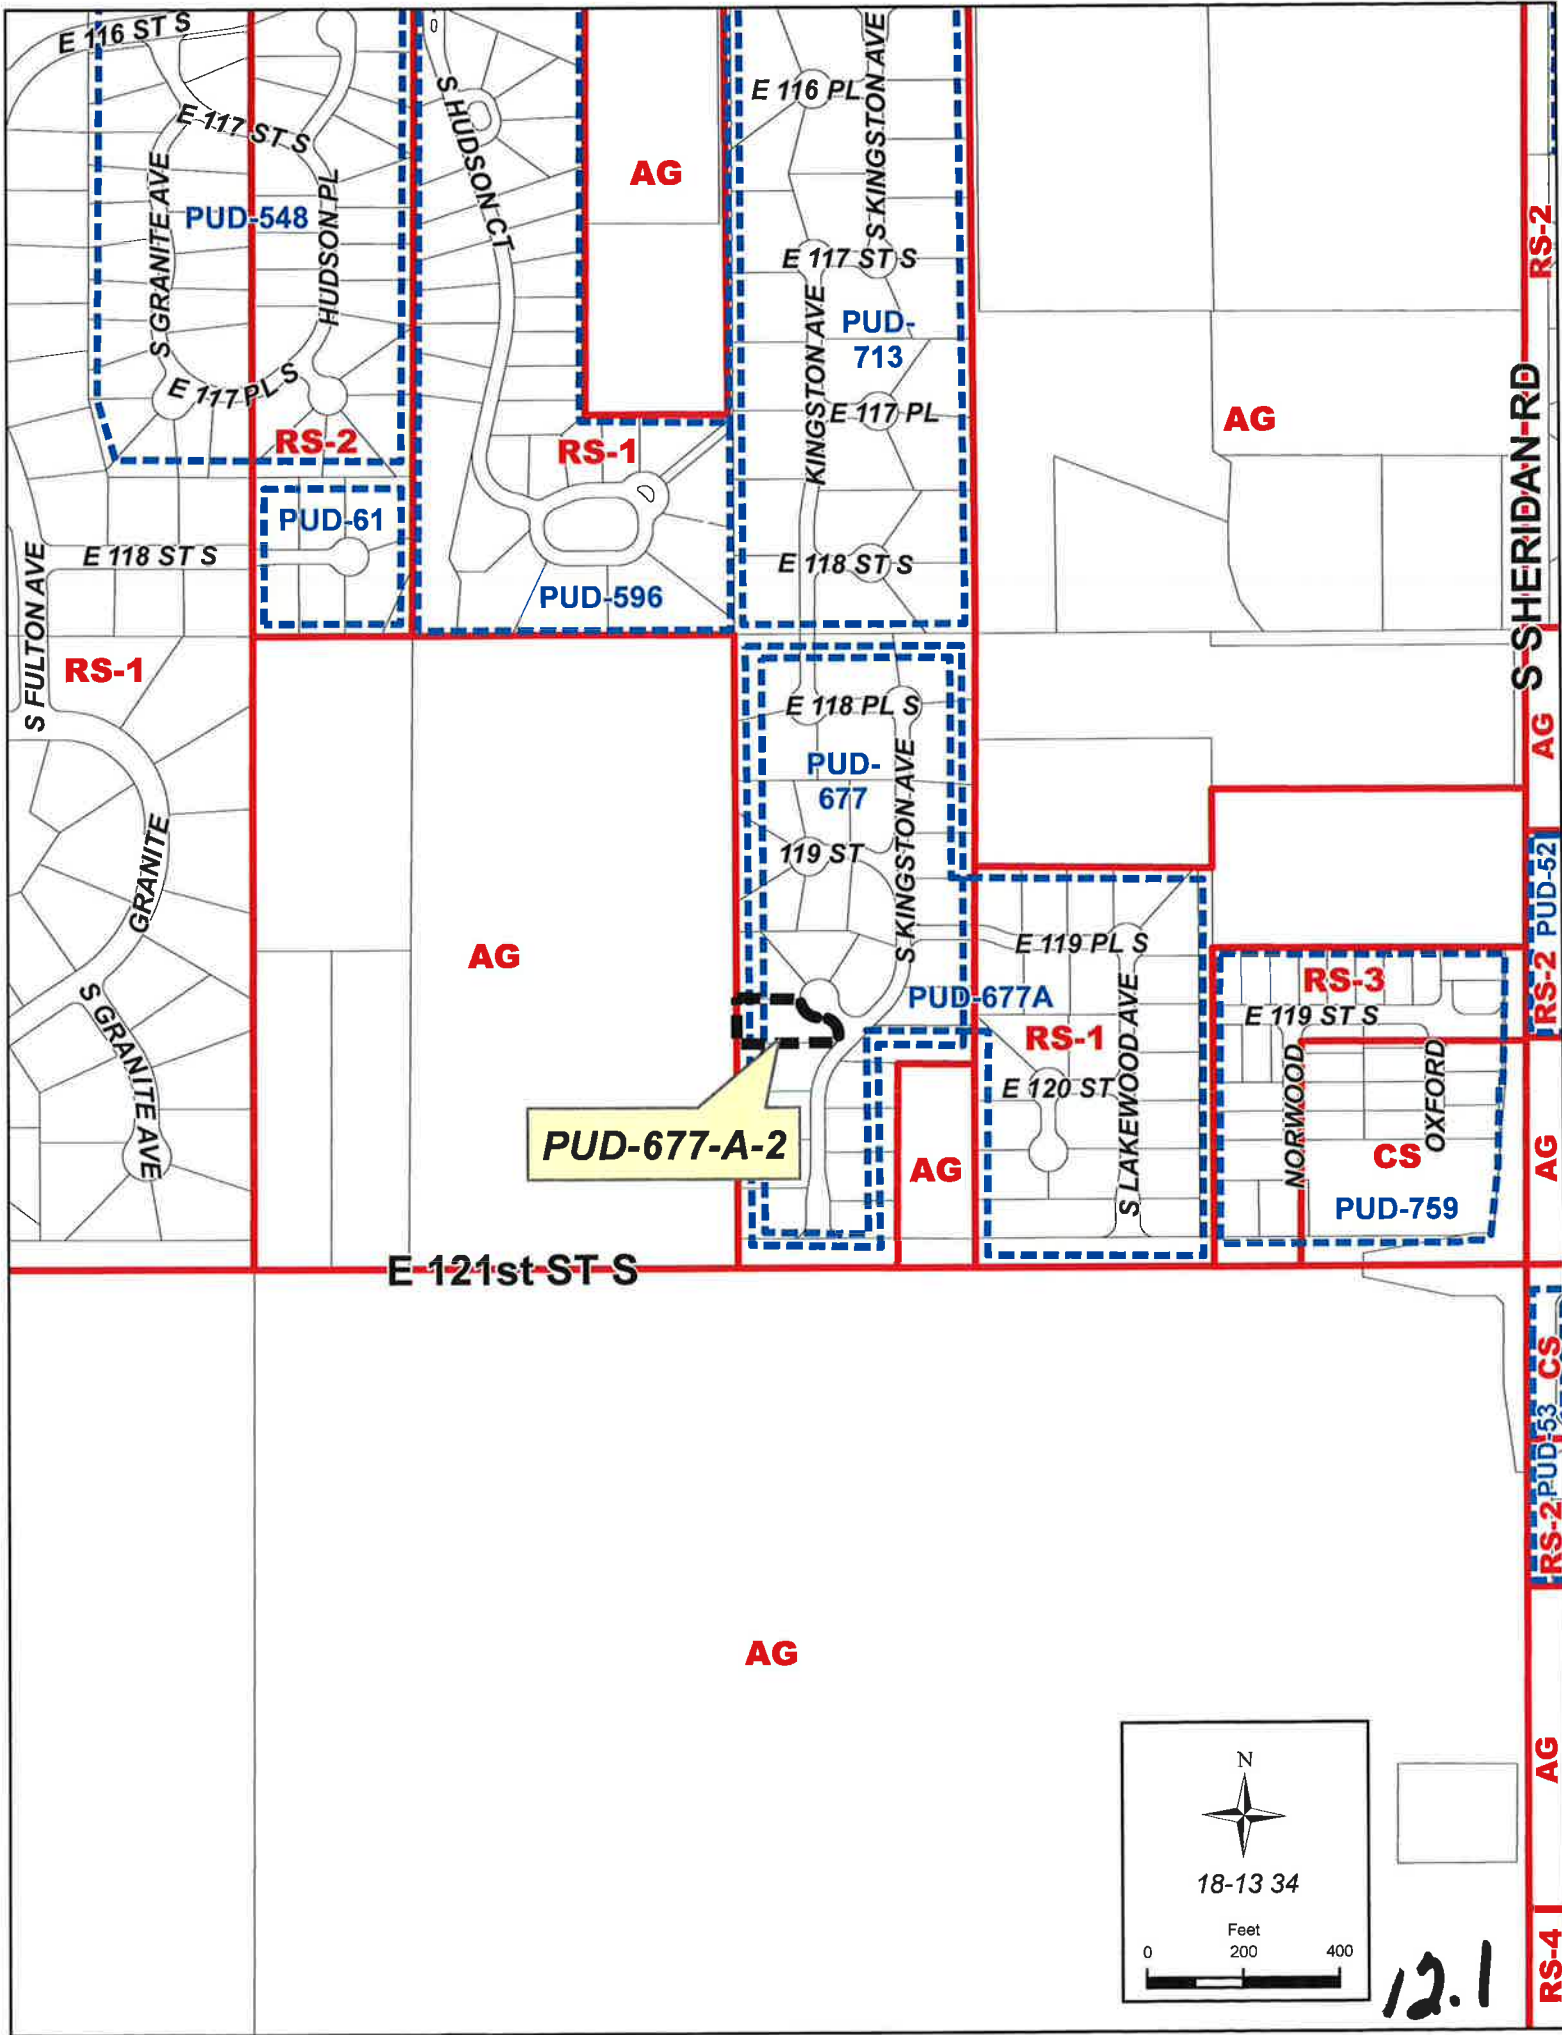 E 116 ST S
E 117 ST S
S GRANITE AVE
PUD-548
HUDSON PL
E 117 PL S
RS-2
S HUDSON CT
AG
RS-1
PUD-596
E 116 PL
S KINGSTON AVE
E 117 ST S
PUD-
713
KINGSTON AVE
E 117 PL
E 118 ST S
AG
RS-2
S SHERIDAN RD
PUD-61
E 118 ST S
S FULTON AVE
RS-1
GRANITE
S GRANITE AVE
AG
E 118 PL S
PUD-
677
119 ST
S KINGSTON AVE
PUD-677A
E 119 PL S
RS-1
E 120 ST
S LAKEWOOD AVE
AG
PUD-52
RS-2
RS-3
E 119 ST S
NORWOOD
OXFORD
CS
PUD-759
AG
AG
PUD-677-A-2
E 121st ST S
CS
PUD-53
RS-2
AG
AG
RS-4
N
18-13 34
Feet
0 200 400
12.1